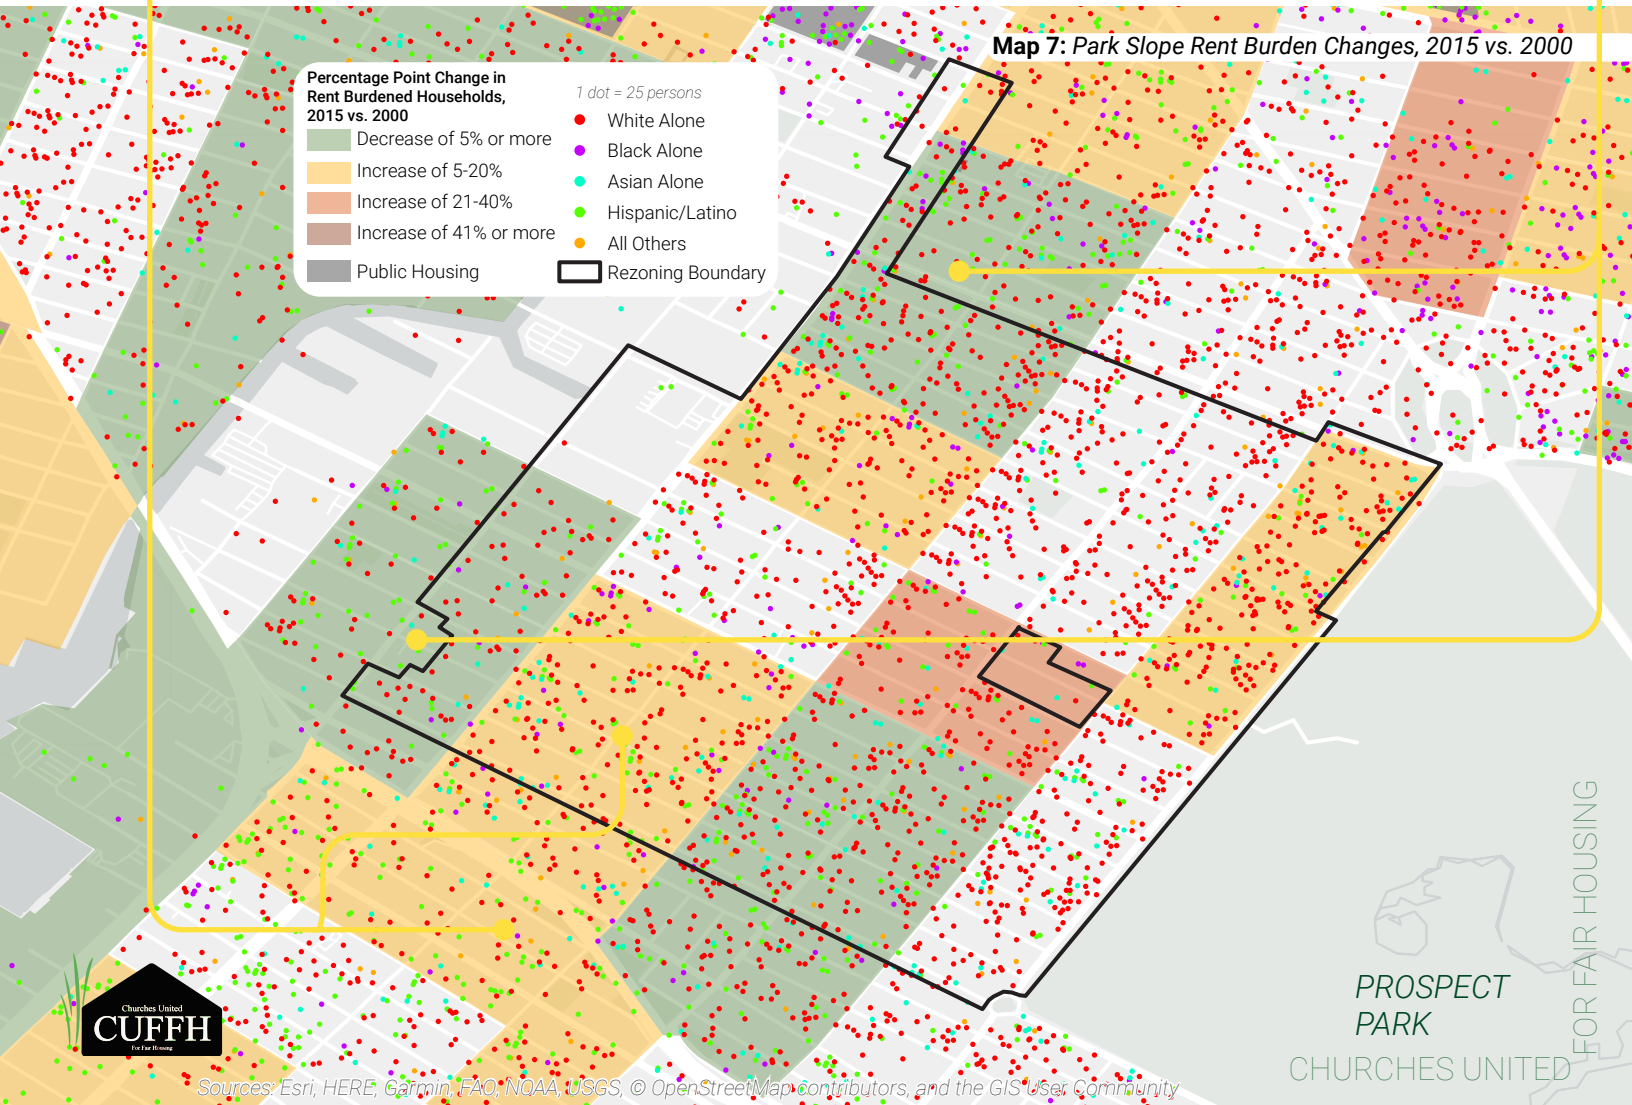 Map 7: Park Slope Rent Burden Changes, 2015 vs. 2000
Percentage Point Change in
Rent Burdened Households,
2015 vs. 2000
Decrease of 5% or more
Increase of 5-20%
Increase of 21-40%
Increase of 41% or more
Public Housing
1 dot = 25 persons
White Alone
Black Alone
Asian Alone
Hispanic/Latino
All Others
Rezoning Boundary
PROSPECT
PARK
CHURCHES UNITED
FOR FAIR HOUSING
Churches United
CUFFH
For Fair Housing
Sources: Esri, HERE, Garmin, FAO, NOAA, USGS, © OpenStreetMap contributors, and the GIS User Community